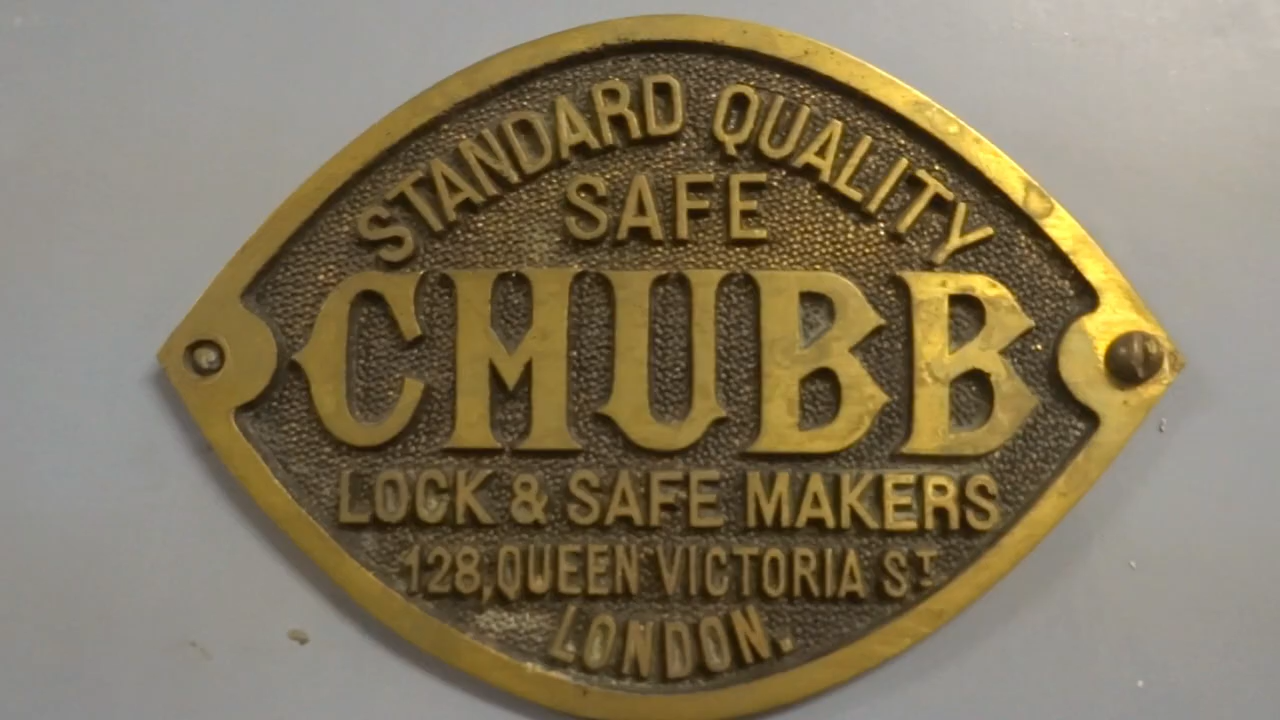 STANDARD QUALITY
SAFE
CHUBB
LOCK & SAFE MAKERS
128, QUEEN VICTORIA ST
LONDON.